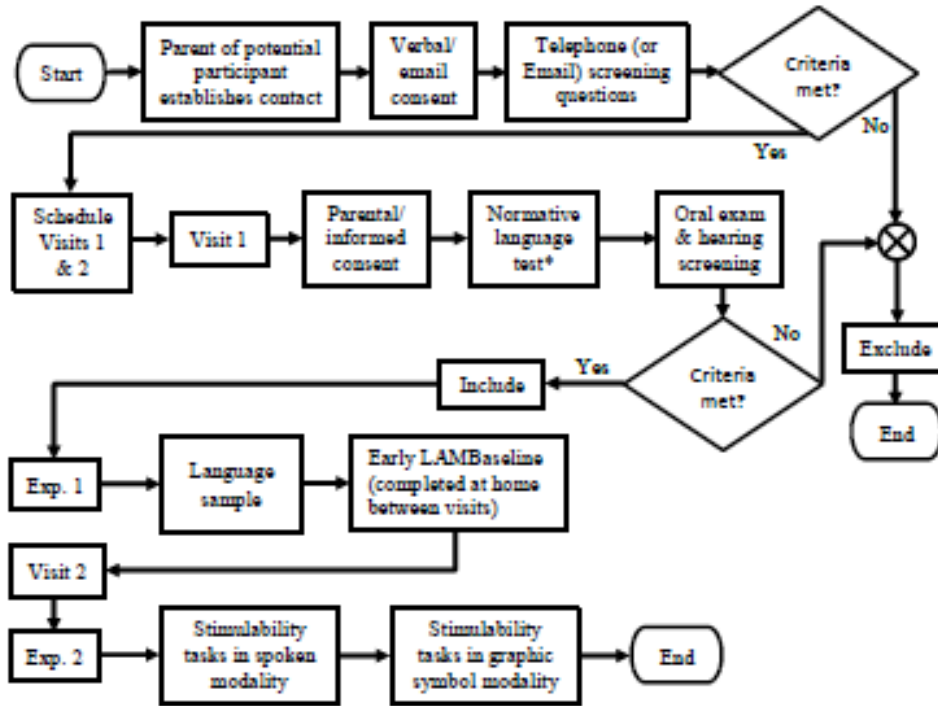 Start
Parent of potential
participant
establishes contact
Verbal/
email
consent
Telephone (or
Email) screening
questions
Criteria
met?
No
Yes
Schedule
Visits 1
& 2
Visit 1
Parental/
informed
consent
Normative
language
test*
Oral exam
& hearing
screening
Criteria
met?
No
Yes
Exclude
End
Include
Exp. 1
Language
sample
Early LAMBaseline
(completed at home
between visits)
Visit 2
Exp. 2
Stimulability
tasks in spoken
modality
Stimulability
tasks in graphic
symbol modality
End